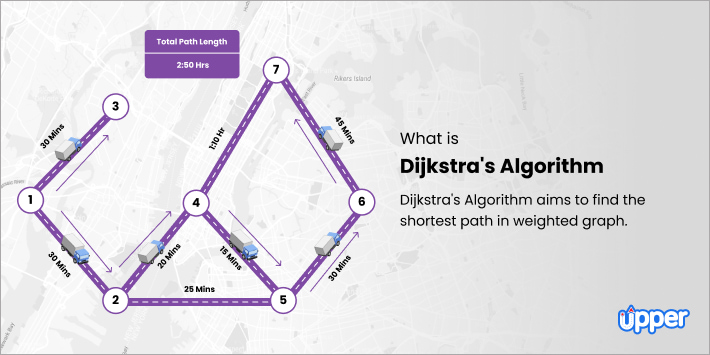 Total Path Length
2:50 Hrs
7
Rikers Island
3
30 Mins
1:10 Hr
45 Mins
What is
Dijkstra's Algorithm
1
4
6
Dijkstra's Algorithm aims to find the
shortest path in weighted graph.
30 Mins
20 Mins
15 Mins
30 Mins
25 Mins
2
5
upper